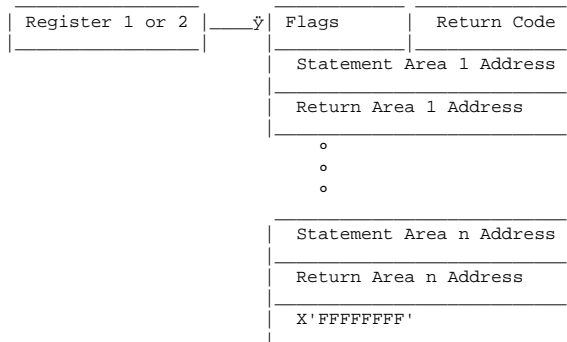 Register 1 or 2 ____ÿ Flags Return Code
Statement Area 1 Address
Return Area 1 Address
o
o
o
Statement Area n Address
Return Area n Address
X'FFFFFFFF'